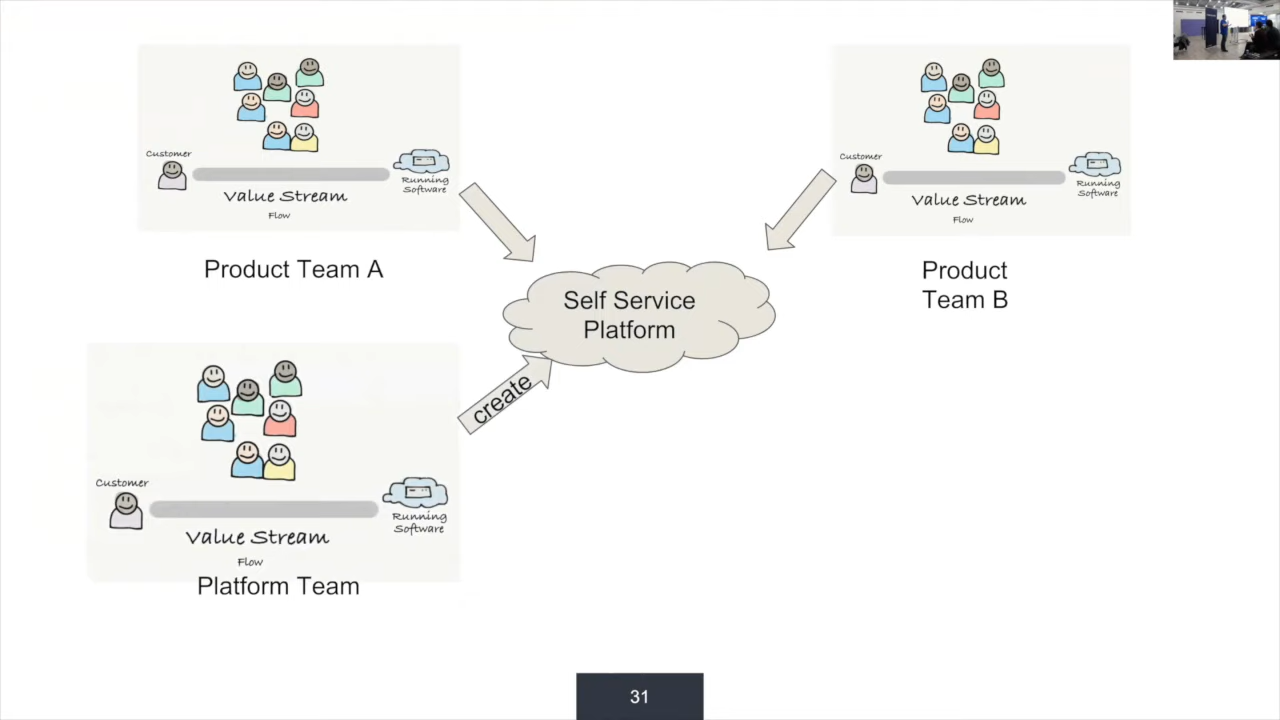 Customer
Running
Software
Value Stream
Flow
Product Team A
Customer
Running
Software
Value Stream
Flow
Product
Team B
Self Service
Platform
create
Customer
Running
Software
Value Stream
Flow
Platform Team
31